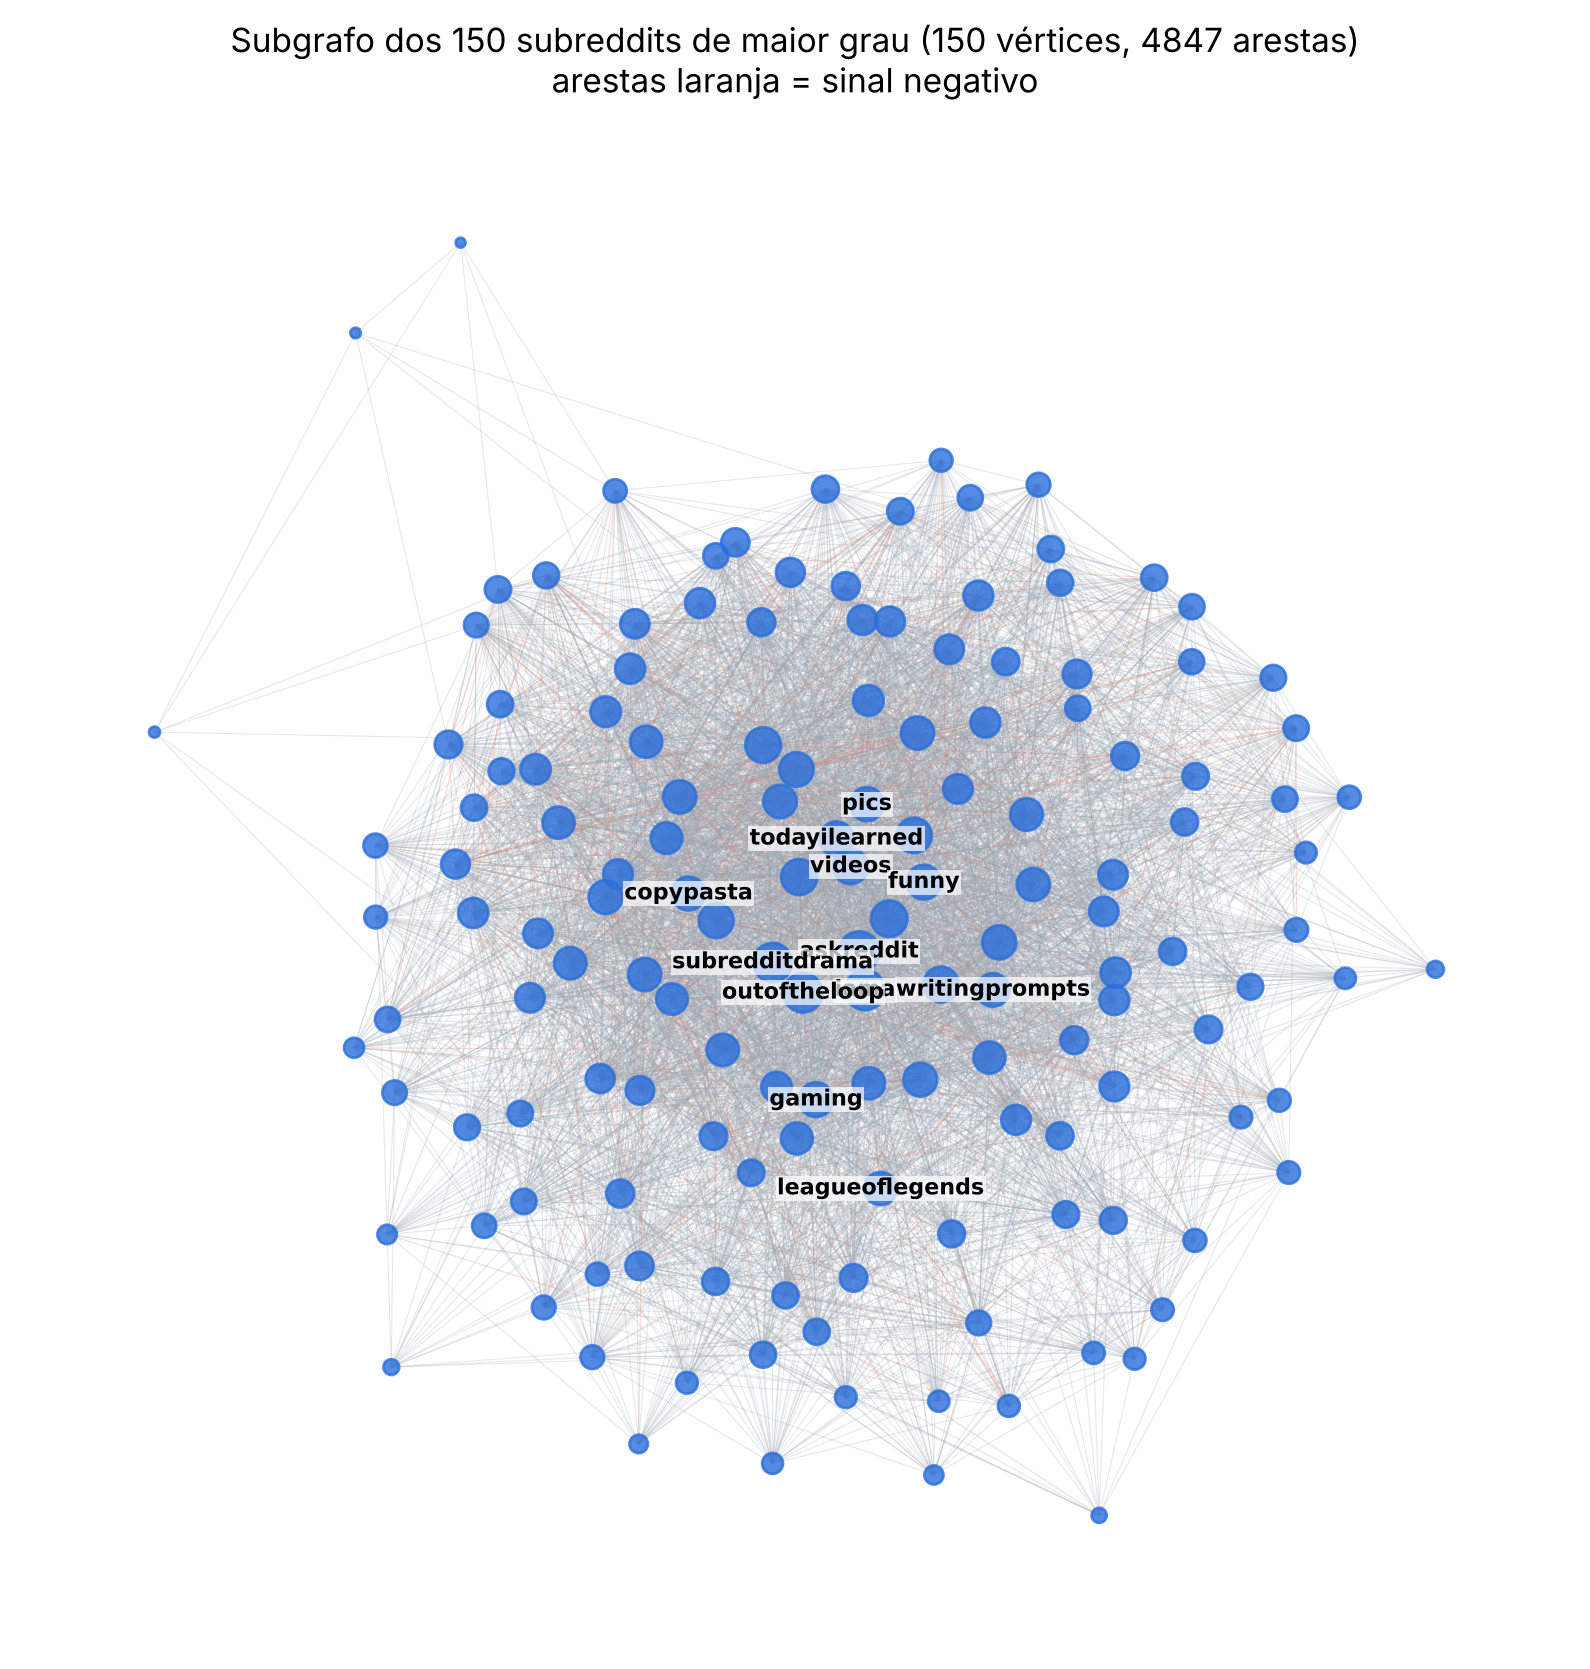 Subgrafo dos 150 subreddits de maior grau (150 vértices, 4847 arestas)
arestas laranja = sinal negativo
pics
todayilearned
videos
funny
copypasta
askreddit
subredditdrama
outoftheloop
writingprompts
gaming
leagueoflegends